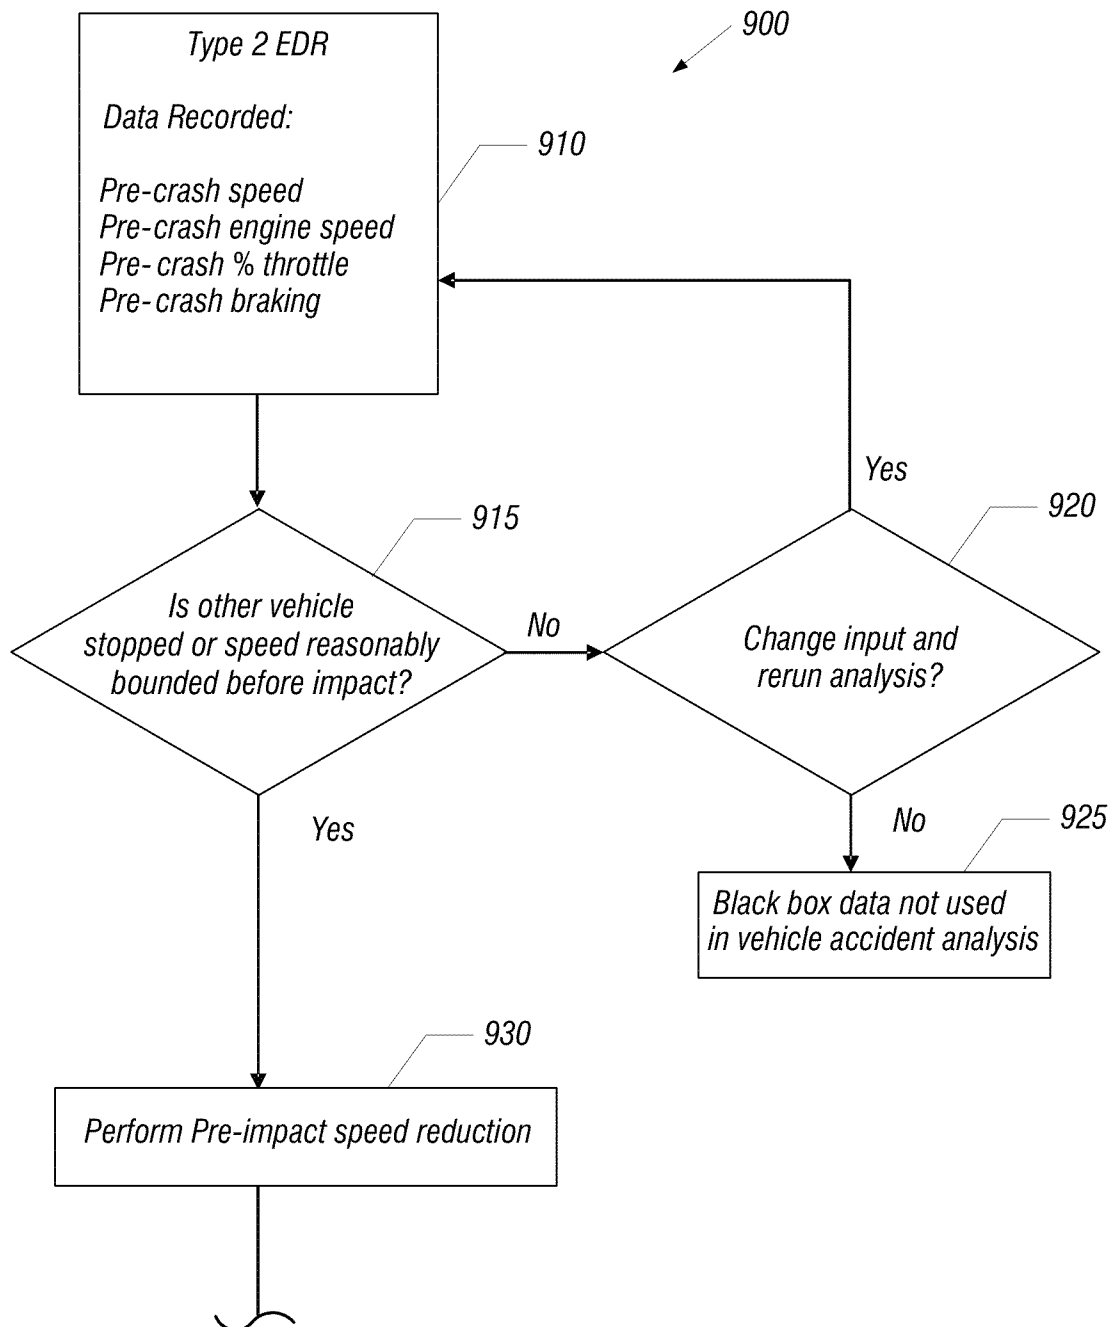 900
Type 2 EDR
Data Recorded:
910
Pre-crash speed
Pre-crash engine speed
Pre-crash % throttle
Pre-crash braking
Yes
920
915
Is other vehicle
stopped or speed reasonably
bounded before impact?
No
Change input and
rerun analysis?
Yes
No
925
Black box data not used
in vehicle accident analysis
930
Perform Pre-impact speed reduction